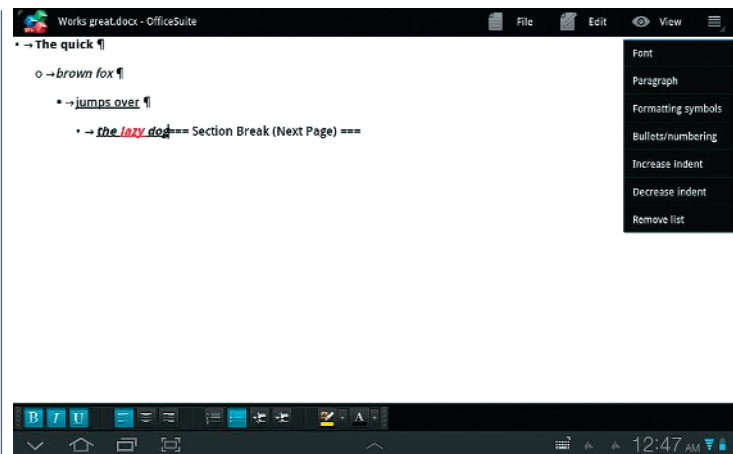 Works great.docx - OfficeSuite
File
Edit
View
• →The quick ¶
o →brown fox ¶
▪ →jumps over ¶
• → the lazy dog=== Section Break (Next Page) ===
Font
Paragraph
Formatting symbols
Bullets/numbering
Increase indent
Decrease indent
Remove list
B I U A
12:47 AM